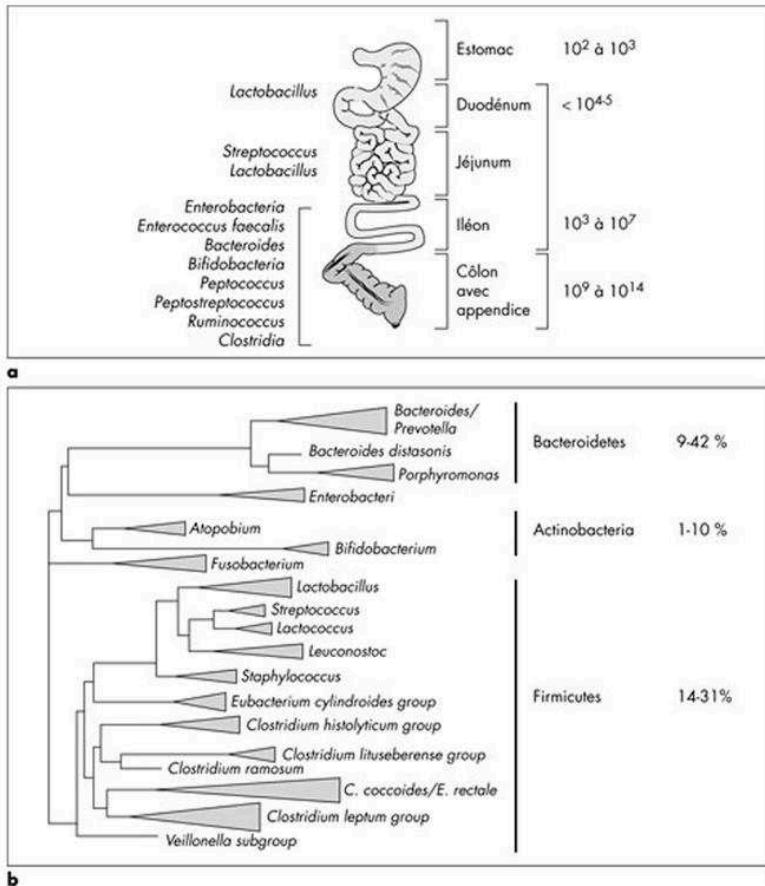 Estomac
10² à 10³
Lactobacillus
Duodénum
< 10⁴⁻⁵
Streptococcus
Lactobacillus
Jéjunum
Enterobacteria
Enterococcus faecalis
Bacteroides
Bifidobacteria
Peptococcus
Peptostreptococcus
Ruminococcus
Clostridia
Iléon
10³ à 10⁷
Côlon
avec
appendice
10⁹ à 10¹⁴
a
Bacteroides/
Prevotella
Bacteroides distasonis
Porphyromonas
Bacteroidetes
9-42 %
Enterobacteri
Atopobium
Bifidobacterium
Actinobacteria
1-10 %
Fusobacterium
Lactobacillus
Streptococcus
Lactococcus
Leuconostoc
Staphylococcus
Eubacterium cylindroides group
Clostridium histolyticum group
Clostridium lituseberense group
Clostridium ramosum
C. coccoides/E. rectale
Clostridium leptum group
Veillonella subgroup
Firmicutes
14-31%
b